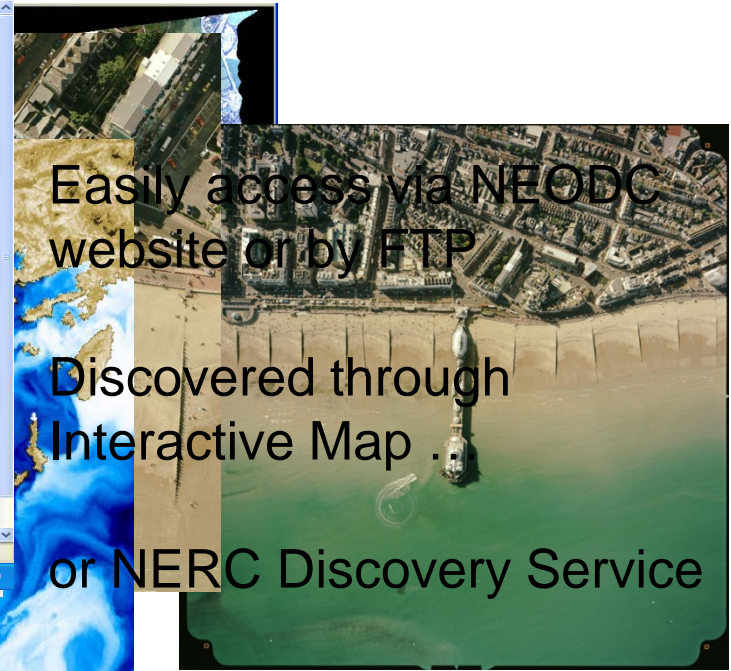 Easily access via NEODC
website or by FTP
Discovered through
Interactive Map …
or NERC Discovery Service